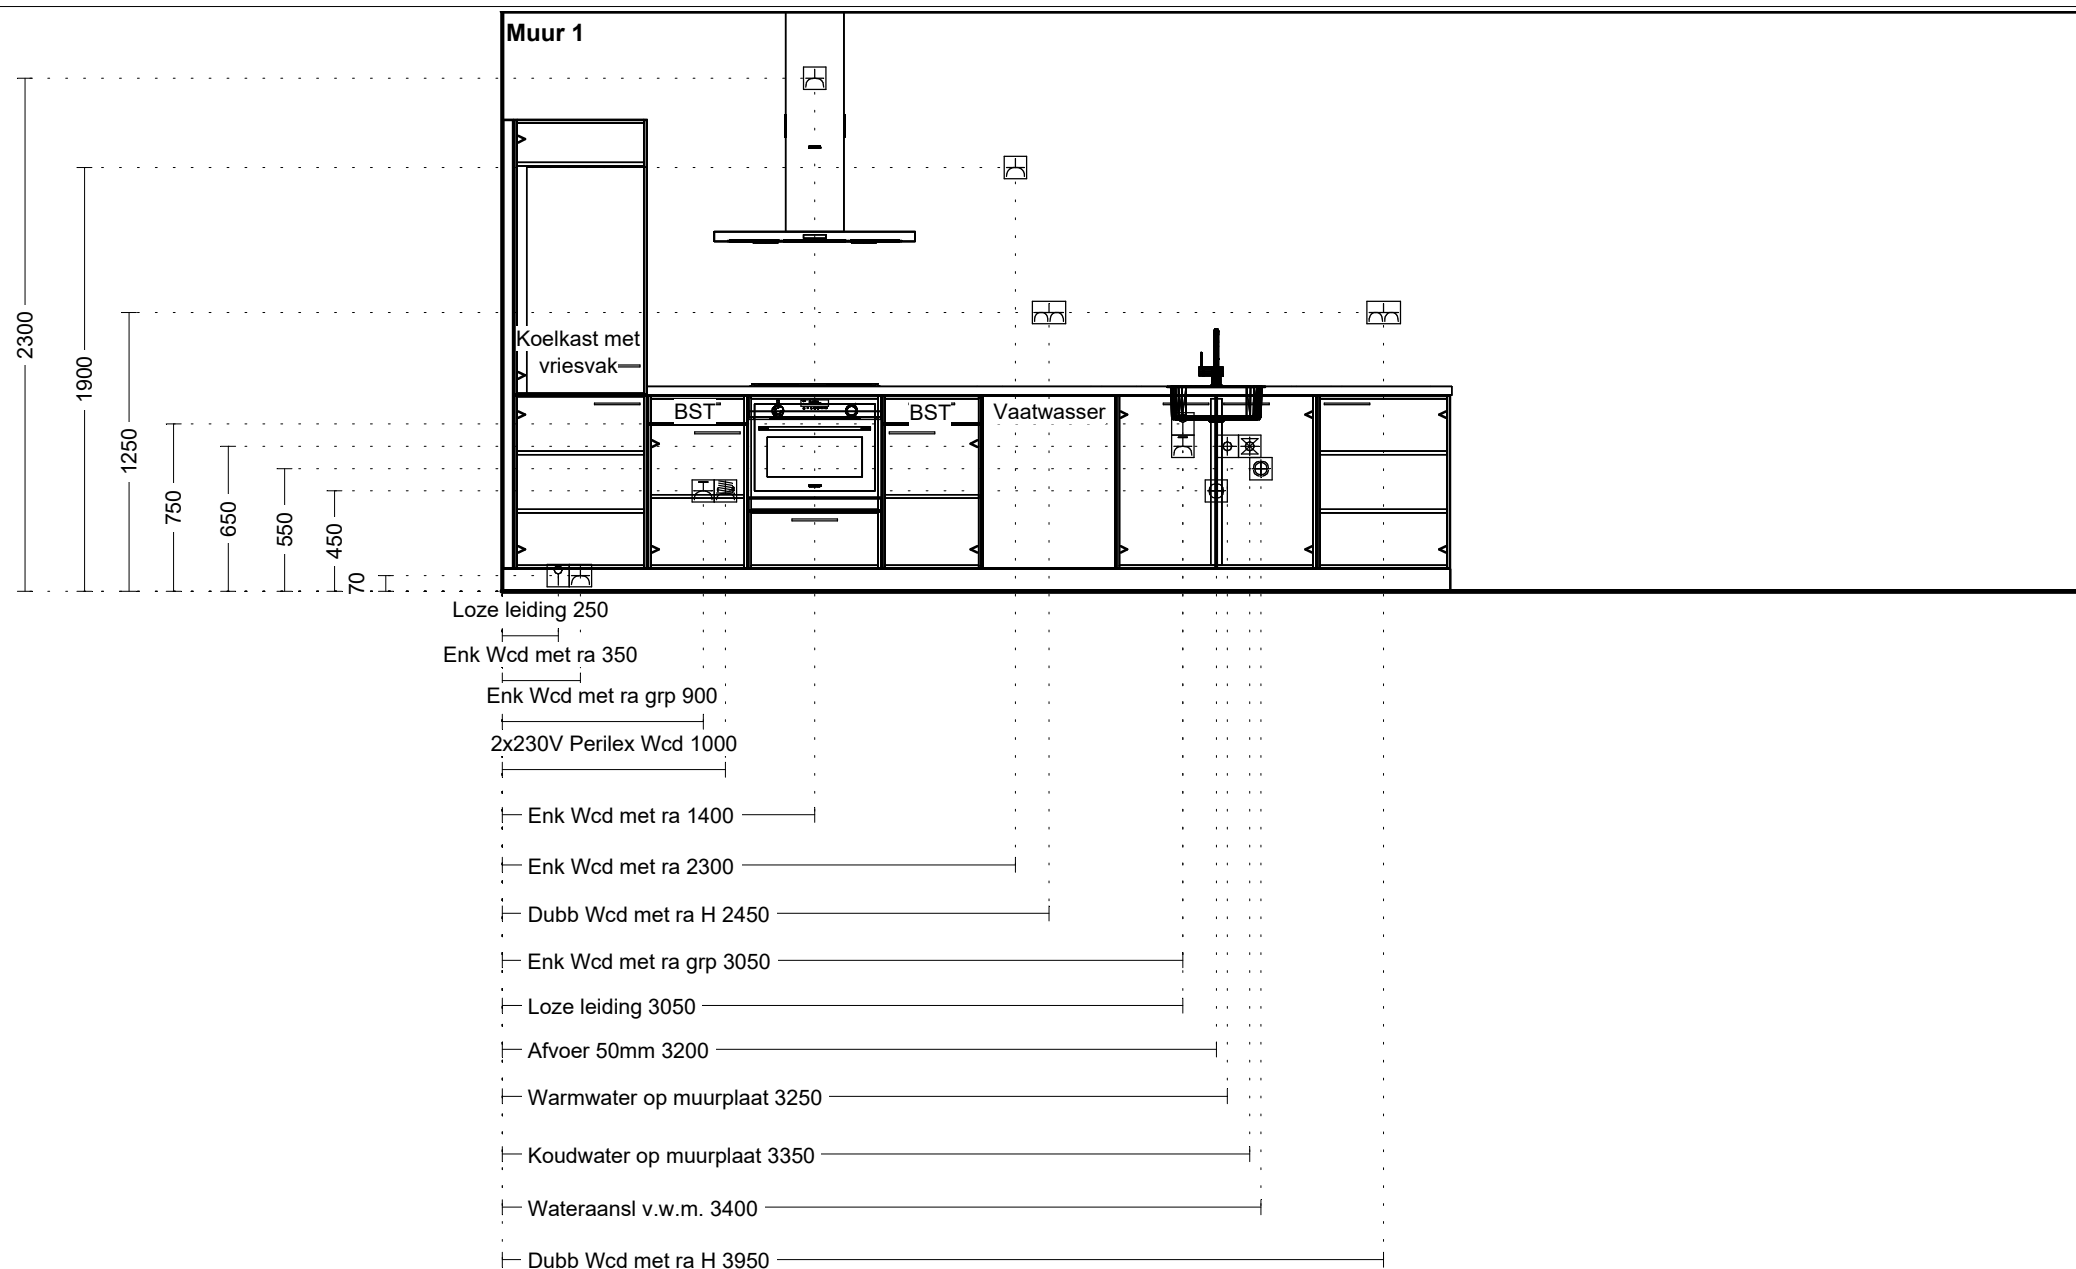 Muur 1
2300
1900
1250
750
650
550
450
70
Koelkast met
vriesvak
BST
BST
Vaatwasser
Loze leiding 250
Enk Wcd met ra 350
Enk Wcd met ra grp 900
2x230V Perilex Wcd 1000
Enk Wcd met ra 1400
Enk Wcd met ra 2300
Dubb Wcd met ra H 2450
Enk Wcd met ra grp 3050
Loze leiding 3050
Afvoer 50mm 3200
Warmwater op muurplaat 3250
Koudwater op muurplaat 3350
Wateraansl v.w.m. 3400
Dubb Wcd met ra H 3950